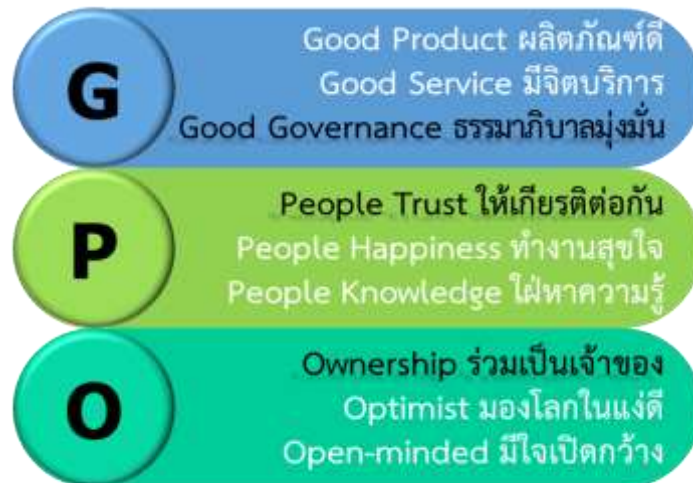 G
Good Product ผลิตภัณฑ์ดี
Good Service มีจิตบริการ
Good Governance ธรรมาภิบาลมุ่งมั่น
P
People Trust ให้เกียรติต่อกัน
People Happiness ทำงานสุขใจ
People Knowledge ใฝ่หาความรู้
O
Ownership ร่วมเป็นเจ้าของ
Optimist มองโลกในแง่ดี
Open-minded มีใจเปิดกว้าง